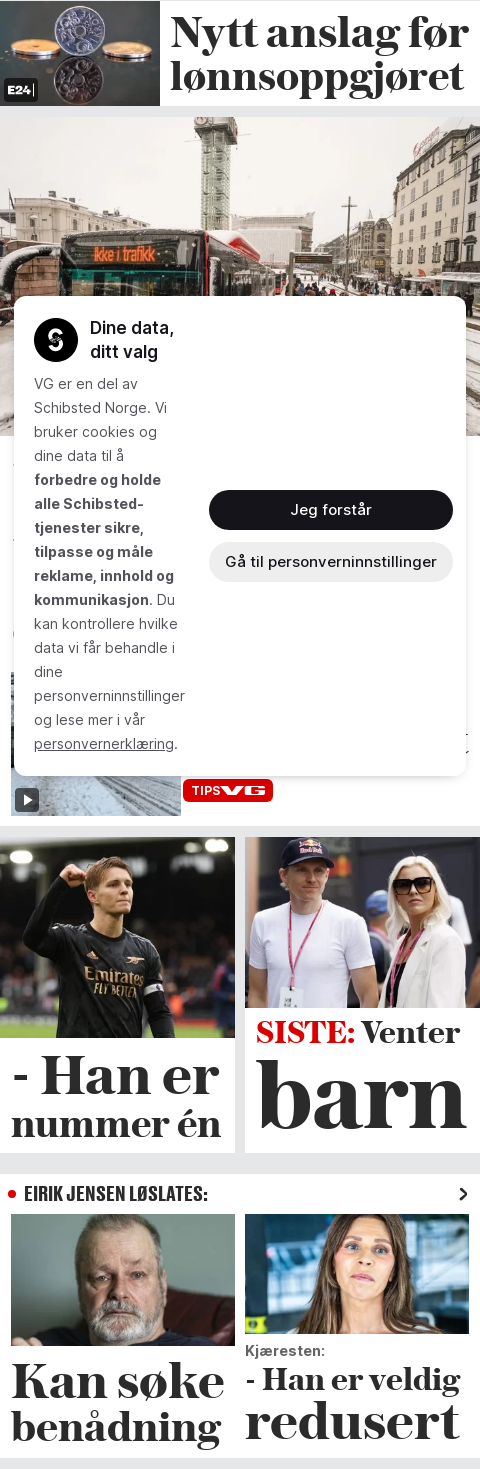 Nytt anslag før
lønnsoppgjøret
E24
Ikke i trafikk
Dine data,
ditt valg
VG er en del av
Schibsted Norge. Vi
bruker cookies og
dine data til å
forbedre og holde
alle Schibsted-
tjenester sikre,
tilpasse og måle
reklame, innhold og
kommunikasjon. Du
kan kontrollere hvilke
data vi får behandle i
dine
personverninnstillinger
og lese mer i vår
personvernerklæring.
Jeg forstår
Gå til personverninnstillinger
TIPS VG
Emirates
FLY BETTER
- Han er
nummer én
SISTE: Venter
barn
EIRIK JENSEN LØSLATES:
Kan søke
benådning
Kjæresten:
- Han er veldig
redusert